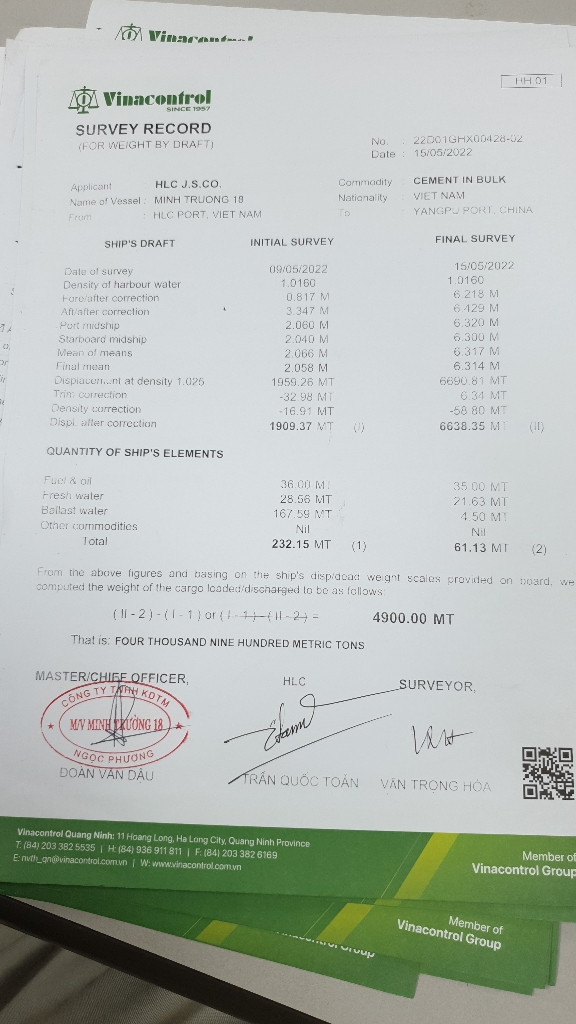 Vinacontrol
BH.01
Vinacontrol
SINCE 1957
SURVEY RECORD
(FOR WEIGHT BY DRAFT)
No. : 22D01GHX00428-02
Date : 15/05/2022
Applicant HLC J.S.CO. Commodity : CEMENT IN BULK
Name of Vessel : MINH TRUONG 18 Nationality : VIET NAM
From : HLC PORT, VIET NAM To : YANGPU PORT, CHINA
SHIP'S DRAFT INITIAL SURVEY FINAL SURVEY
Date of survey 09/05/2022 15/05/2022
Density of harbour water 1.0160 1.0160
Fore/after correction 0.817 M 6.218 M
Aft/after correction 3.347 M 6.429 M
Port midship 2.060 M 6.320 M
Starboard midship 2.040 M 6.300 M
Mean of means 2.066 M 6.317 M
Final mean 2.058 M 6.314 M
Displacement at density 1.025 1959.26 MT 6690.81 MT
Trim correction -32.98 MT 6.34 MT
Density correction -16.91 MT -58.80 MT
Displ. after correction 1909.37 MT (I) 6638.35 MT (II)
QUANTITY OF SHIP'S ELEMENTS
Fuel & oil 36.00 MT 35.00 MT
Fresh water 28.56 MT 21.63 MT
Ballast water 167.59 MT 4.50 MT
Other commodities Nil Nil
Total 232.15 MT (1) 61.13 MT (2)
From the above figures and basing on the ship's disp/dead weight scales provided on board, we
computed the weight of the cargo loaded/discharged to be as follows:
( II - 2 ) - ( I - 1 ) or ( I - 1 ) - ( II - 2 ) = 4900.00 MT
That is: FOUR THOUSAND NINE HUNDRED METRIC TONS
MASTER/CHIEF OFFICER, HLC SURVEYOR,
CÔNG TY TNHH KDTM
M/V MINH TRƯỜNG 18
NGỌC PHƯƠNG
ĐOÀN VĂN DẬU TRẦN QUỐC TOẢN VĂN TRỌNG HÒA
Vinacontrol Quang Ninh: 11 Hoang Long, Ha Long City, Quang Ninh Province
T: (84) 203 382 5535 | H: (84) 936 911 811 | F: (84) 203 382 6169
E: nvth_qn@vinacontrol.com.vn | W: www.vinacontrol.com.vn
Member of
Vinacontrol Group
Member of
Vinacontrol Group